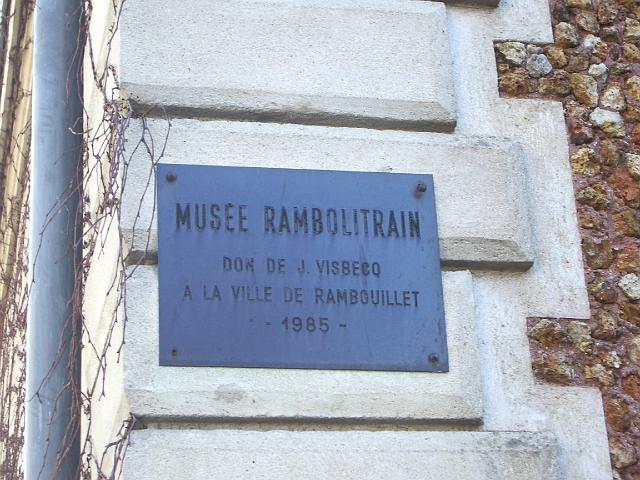 MUSÉE RAMBOLITRAIN
DON DE J. VISBECQ
A LA VILLE DE RAMBOUILLET
- 1985 -